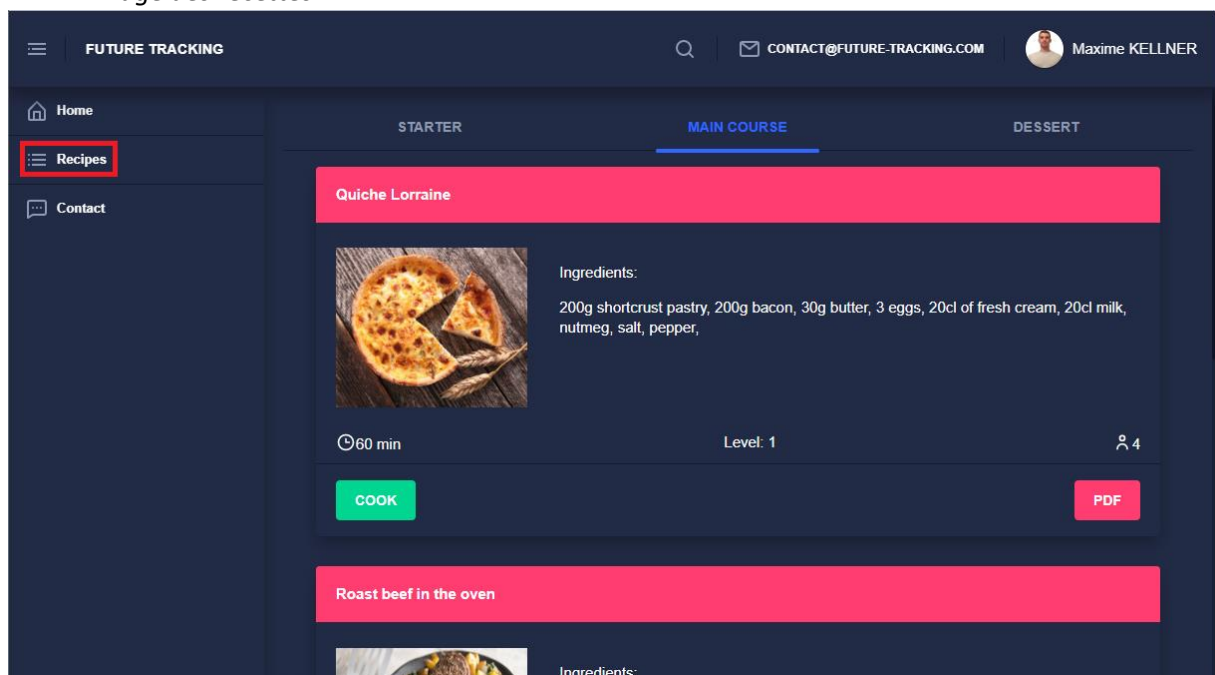 FUTURE TRACKING
CONTACT@FUTURE-TRACKING.COM
Maxime KELLNER
Home
Recipes
Contact
STARTER
MAIN COURSE
DESSERT
Quiche Lorraine
Ingredients:
200g shortcrust pastry, 200g bacon, 30g butter, 3 eggs, 20cl of fresh cream, 20cl milk,
nutmeg, salt, pepper,
60 min
Level: 1
4
COOK
PDF
Roast beef in the oven
Ingredients: